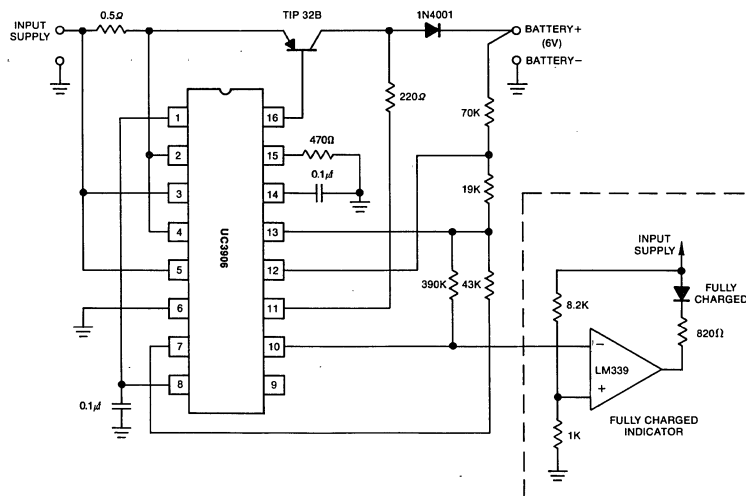 INPUT
SUPPLY
0.5Ω
TIP 32B
1N4001
BATTERY+
(6V)
BATTERY−
220Ω
70K
1
16
470Ω
2
15
0.1µf
19K
3
14
4
13
UC3906
5
12
390K
43K
6
11
7
10
8
9
0.1µf
INPUT
SUPPLY
FULLY
CHARGED
8.2K
820Ω
−
LM339
+
1K
FULLY CHARGED
INDICATOR